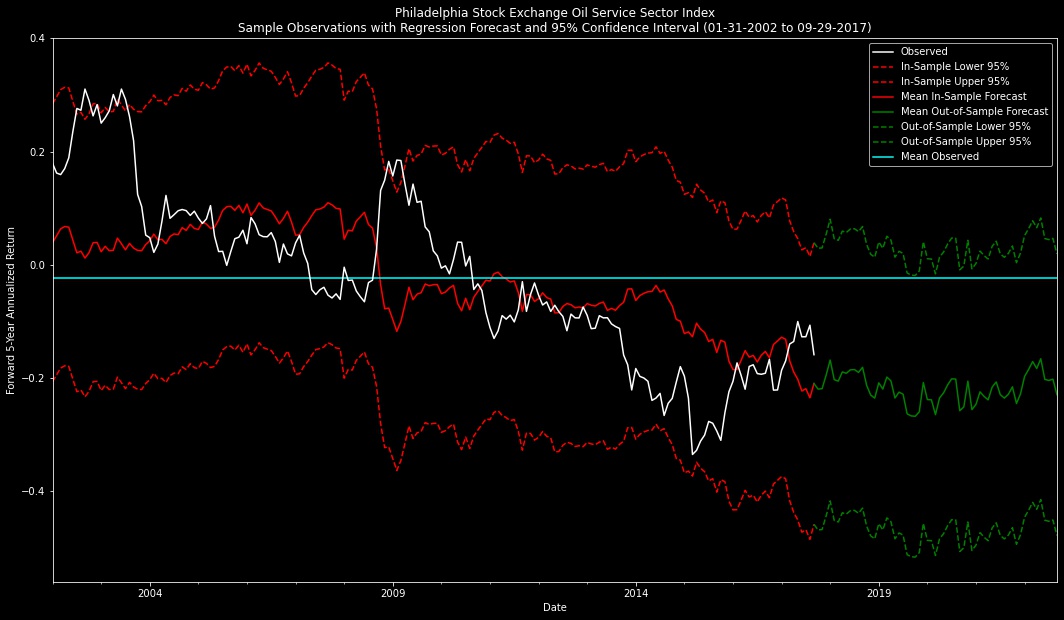 Philadelphia Stock Exchange Oil Service Sector Index
Sample Observations with Regression Forecast and 95% Confidence Interval (01-31-2002 to 09-29-2017)
Observed
In-Sample Lower 95%
In-Sample Upper 95%
Mean In-Sample Forecast
Mean Out-of-Sample Forecast
Out-of-Sample Lower 95%
Out-of-Sample Upper 95%
Mean Observed
Forward 5-Year Annualized Return
0.4
0.2
0.0
−0.2
−0.4
2004
2009
2014
2019
Date